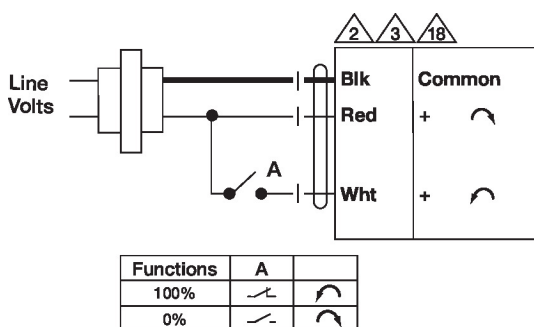 2 3 18
Line
Volts
Blk Common
Red +
A
Wht +
Functions A
100%
0%